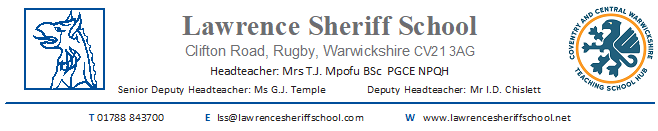 Lawrence Sheriff School
Clifton Road, Rugby, Warwickshire CV21 3AG
Headteacher: Mrs T.J. Mpofu BSc PGCE NPQH
Senior Deputy Headteacher: Ms G.J. Temple Deputy Headteacher: Mr I.D. Chislett
COVENTRY AND CENTRAL WARWICKSHIRE
TEACHING SCHOOL HUB
T 01788 843700 E lss@lawrencesheriffschool.com W www.lawrencesheriffschool.net